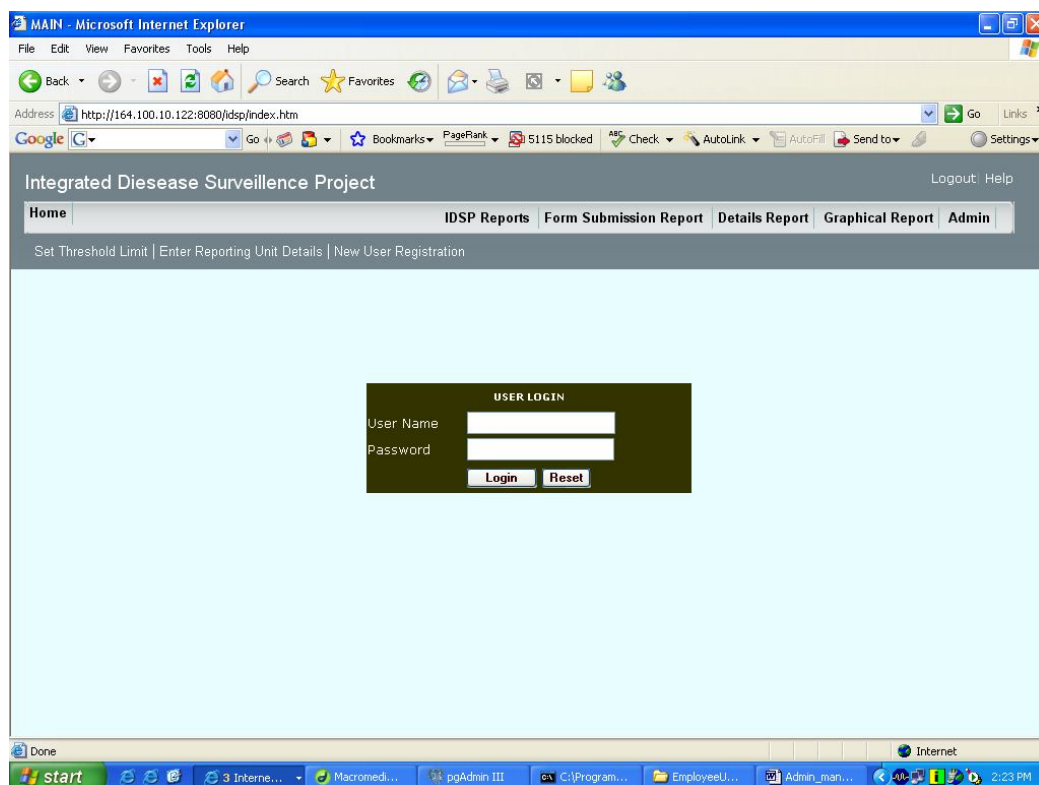 MAIN - Microsoft Internet Explorer
File Edit View Favorites Tools Help
Back Search Favorites
Address http://164.100.10.122:8080/idsp/index.htm Go Links
Google G Go Bookmarks PageRank 5115 blocked ABC Check AutoLink AutoFill Send to Settings
Integrated Diesease Surveillence Project Logout Help
Home IDSP Reports Form Submission Report Details Report Graphical Report Admin
Set Threshold Limit | Enter Reporting Unit Details | New User Registration
USER LOGIN
User Name
Password
Login Reset
Done Internet
start 3 Interne... Macromedi... pgAdmin III C:\Program... EmployeeU... Admin_man... 2:23 PM